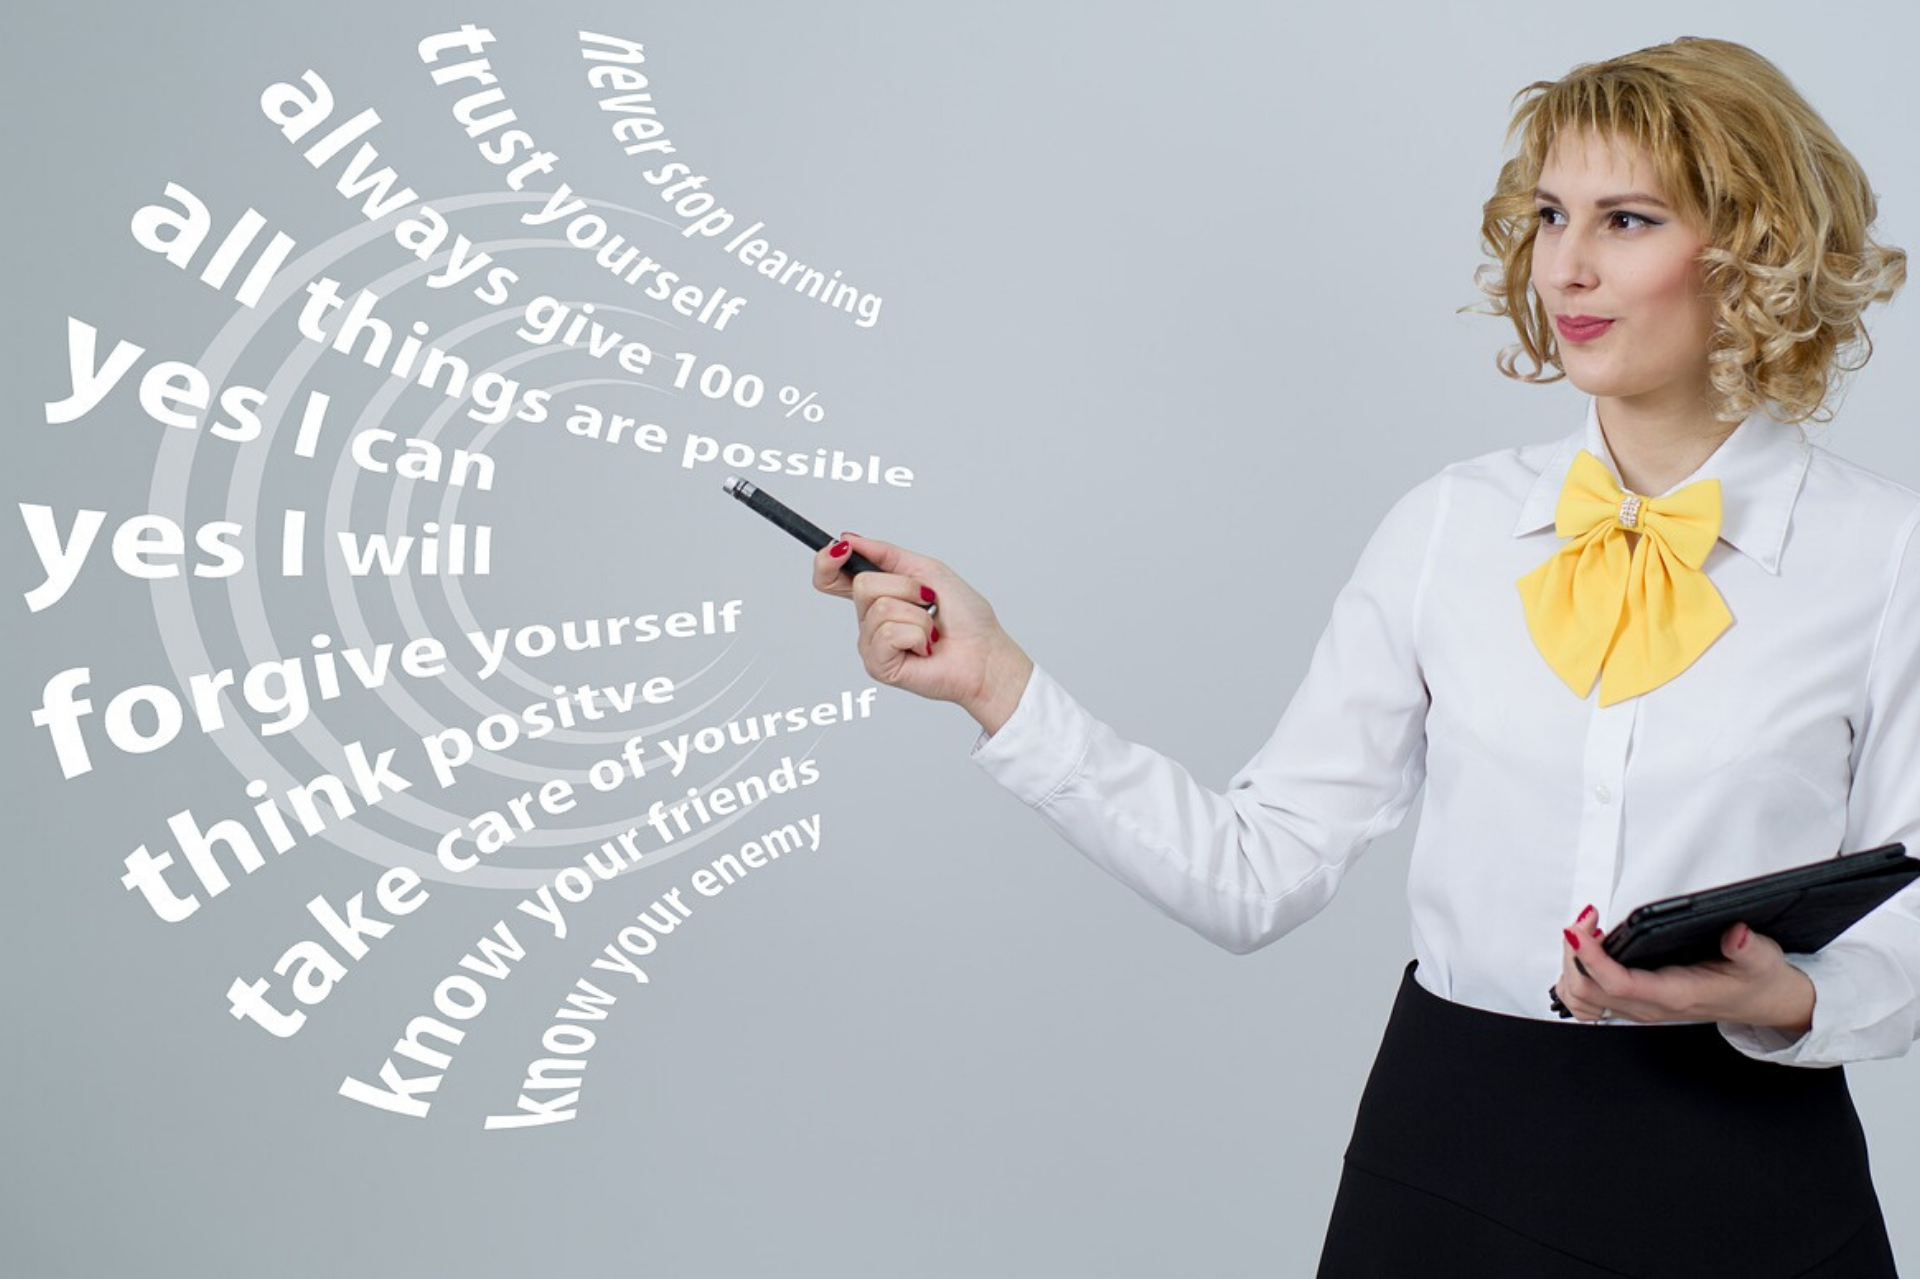 never stop learning
trust yourself
always give 100 %
all things are possible
yes I can
yes I will
forgive yourself
think positve
take care of yourself
know your friends
know your enemy